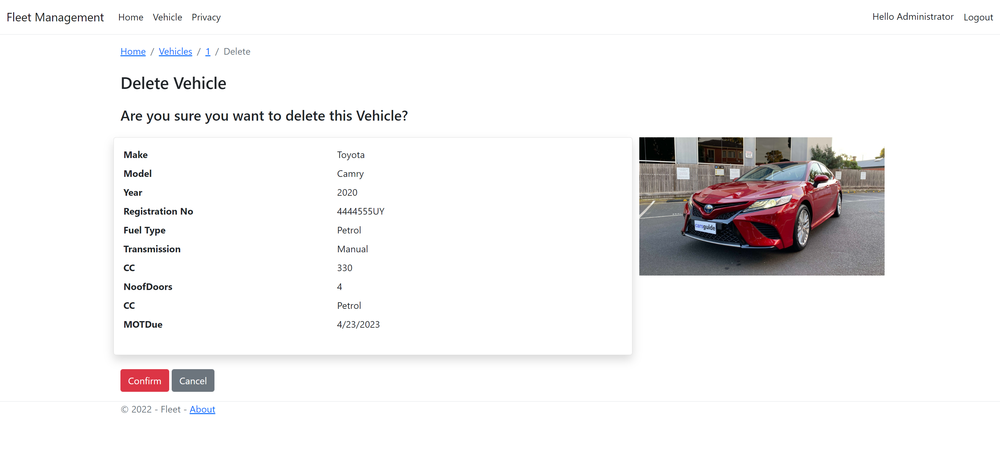 Fleet Management Home Vehicle Privacy Hello Administrator Logout
Home / Vehicles / 1 / Delete
Delete Vehicle
Are you sure you want to delete this Vehicle?
Make Toyota
Model Camry
Year 2020
Registration No 4444555UY
Fuel Type Petrol
Transmission Manual
CC 330
NoofDoors 4
CC Petrol
MOTDue 4/23/2023
carsguide
Confirm Cancel
© 2022 - Fleet - About